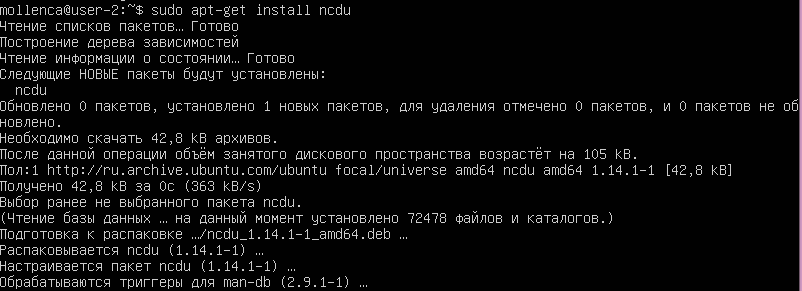 mollenca@user-2:~$ sudo apt-get install ncdu
Чтение списков пакетов… Готово
Построение дерева зависимостей
Чтение информации о состоянии… Готово
Следующие НОВЫЕ пакеты будут установлены:
  ncdu
Обновлено 0 пакетов, установлено 1 новых пакетов, для удаления отмечено 0 пакетов, и 0 пакетов не об
новлено.
Необходимо скачать 42,8 kB архивов.
После данной операции объём занятого дискового пространства возрастёт на 105 kB.
Пол:1 http://ru.archive.ubuntu.com/ubuntu focal/universe amd64 ncdu amd64 1.14.1-1 [42,8 kB]
Получено 42,8 kB за 0с (363 kB/s)
Выбор ранее не выбранного пакета ncdu.
(Чтение базы данных … на данный момент установлено 72478 файлов и каталогов.)
Подготовка к распаковке …/ncdu_1.14.1-1_amd64.deb …
Распаковывается ncdu (1.14.1-1) …
Настраивается пакет ncdu (1.14.1-1) …
Обрабатываются триггеры для man-db (2.9.1-1) …